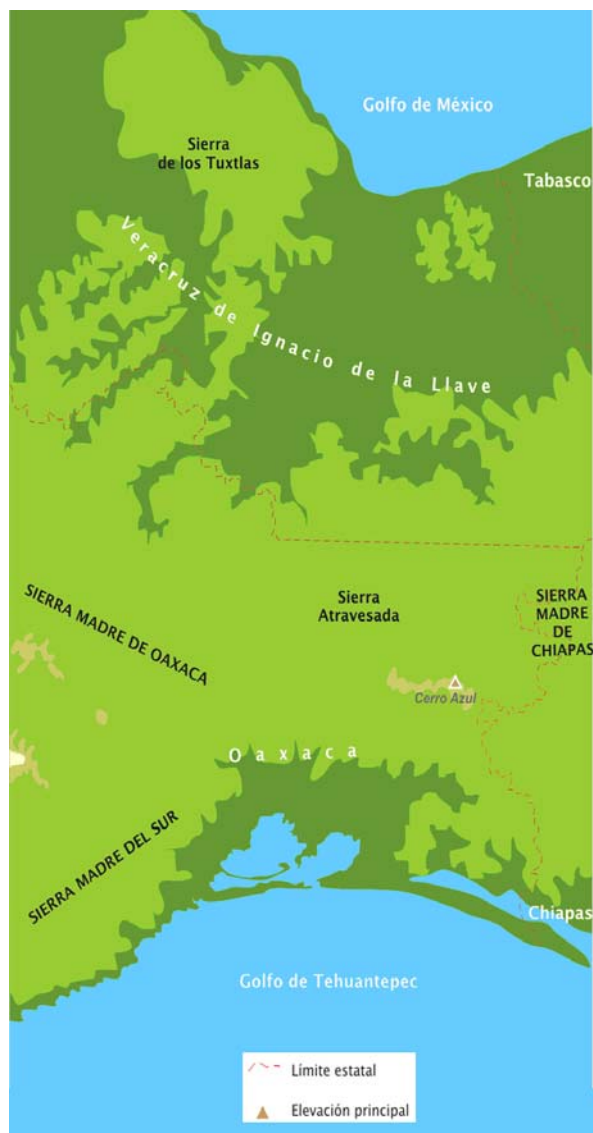 Golfo de México
Sierra
de los Tuxtlas
Tabasco
Veracruz de Ignacio de la Llave
SIERRA MADRE DE OAXACA
Sierra
Atravesada
SIERRA
MADRE
DE
CHIAPAS
Cerro Azul
Oaxaca
SIERRA MADRE DEL SUR
Chiapas
Golfo de Tehuantepec
Límite estatal
Elevación principal